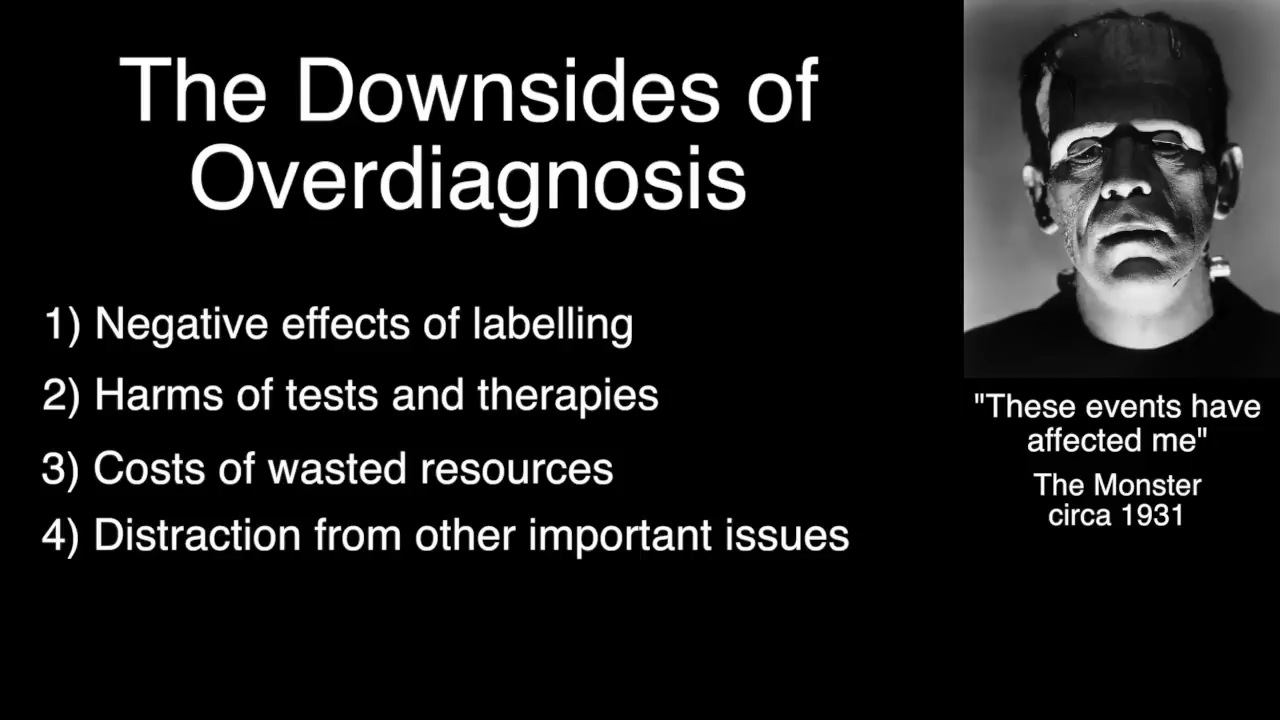 The Downsides of
Overdiagnosis
1) Negative effects of labelling
2) Harms of tests and therapies
3) Costs of wasted resources
4) Distraction from other important issues
"These events have
affected me"
The Monster
circa 1931